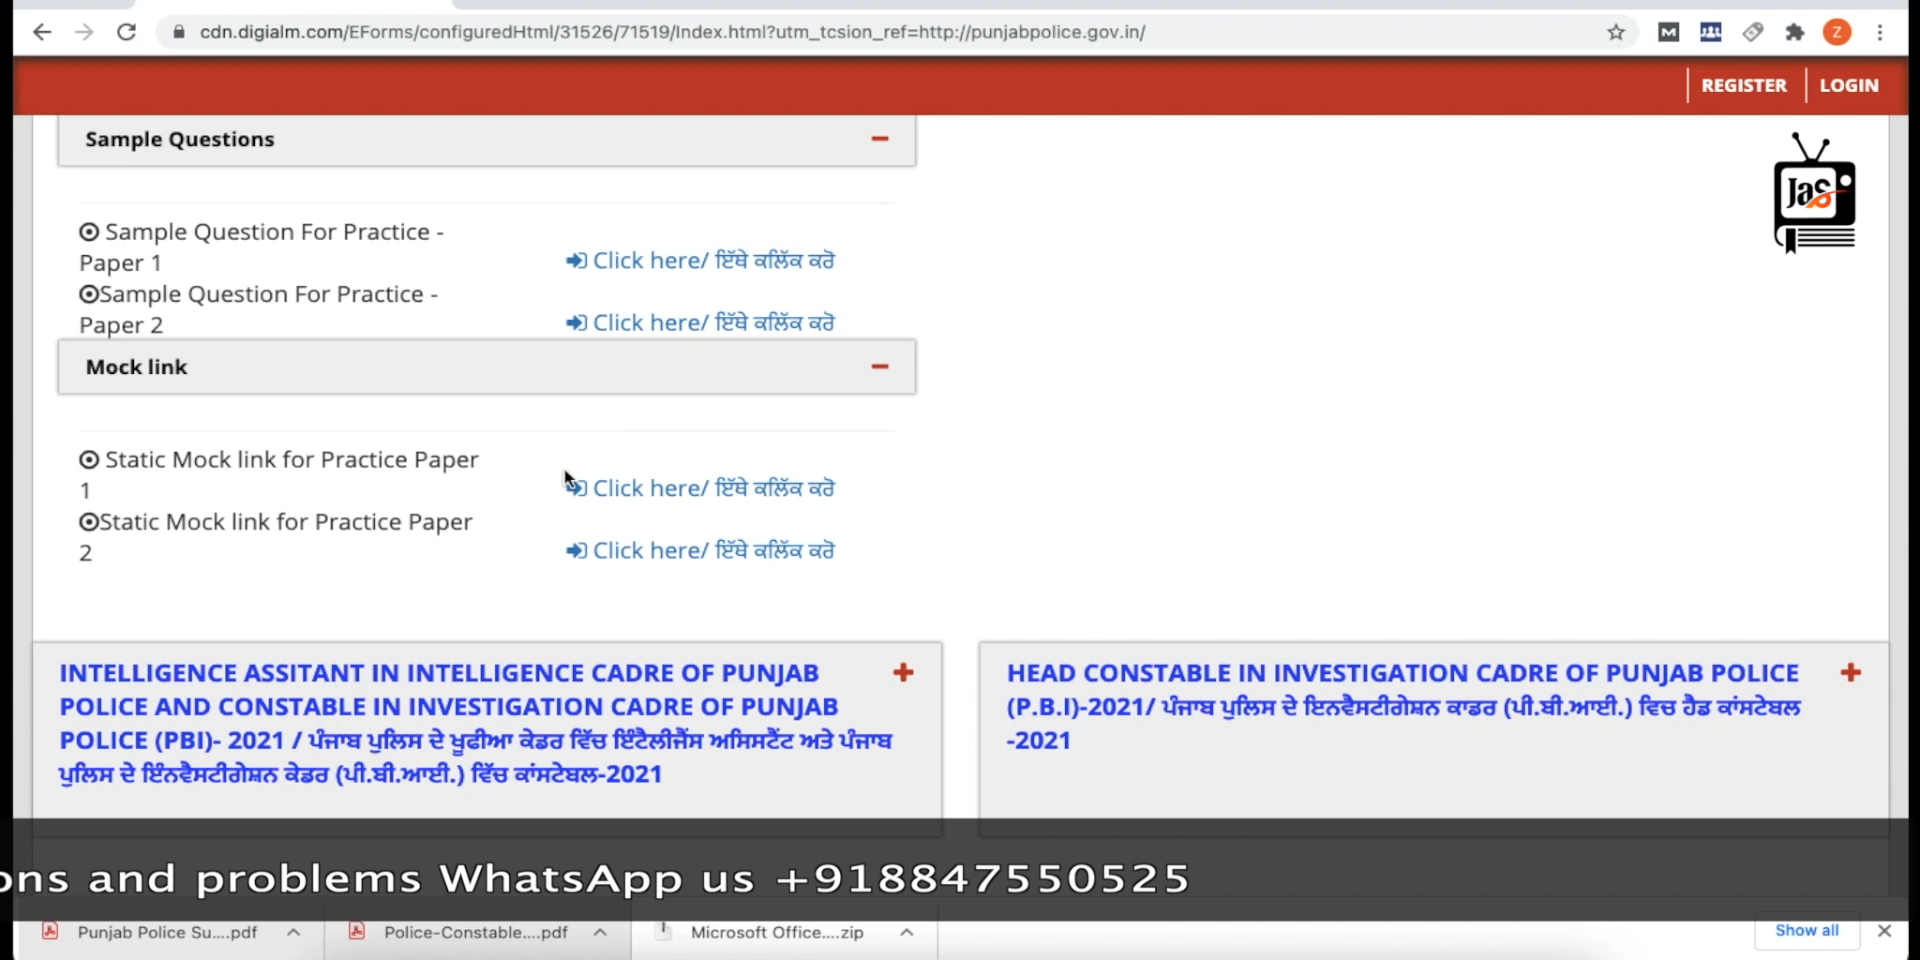 cdn.digialm.com/EForms/configuredHtml/31526/71519/Index.html?utm_tcsion_ref=http://punjabpolice.gov.in/
Z
REGISTER
LOGIN
Sample Questions
JaS
Sample Question For Practice -
Paper 1
Click here/ ਇੱਥੇ ਕਲਿੱਕ ਕਰੋ
Sample Question For Practice -
Paper 2
Click here/ ਇੱਥੇ ਕਲਿੱਕ ਕਰੋ
Mock link
Static Mock link for Practice Paper
1
Click here/ ਇੱਥੇ ਕਲਿੱਕ ਕਰੋ
Static Mock link for Practice Paper
2
Click here/ ਇੱਥੇ ਕਲਿੱਕ ਕਰੋ
INTELLIGENCE ASSITANT IN INTELLIGENCE CADRE OF PUNJAB
POLICE AND CONSTABLE IN INVESTIGATION CADRE OF PUNJAB
POLICE (PBI)- 2021 / ਪੰਜਾਬ ਪੁਲਿਸ ਦੇ ਖੂਫੀਆ ਕੇਡਰ ਵਿੱਚ ਇੰਟੈਲੀਜੈਂਸ ਅਸਿਸਟੈਂਟ ਅਤੇ ਪੰਜਾਬ
ਪੁਲਿਸ ਦੇ ਇੰਨਵੈਸਟੀਗੇਸ਼ਨ ਕੇਡਰ (ਪੀ.ਬੀ.ਆਈ.) ਵਿੱਚ ਕਾਂਸਟੇਬਲ-2021
HEAD CONSTABLE IN INVESTIGATION CADRE OF PUNJAB POLICE
(P.B.I)-2021/ ਪੰਜਾਬ ਪੁਲਿਸ ਦੇ ਇਨਵੈਸਟੀਗੇਸ਼ਨ ਕਾਡਰ (ਪੀ.ਬੀ.ਆਈ.) ਵਿਚ ਹੈਡ ਕਾਂਸਟੇਬਲ
-2021
ons and problems WhatsApp us +918847550525
Punjab Police Su....pdf
Police-Constable....pdf
Microsoft Office....zip
Show all